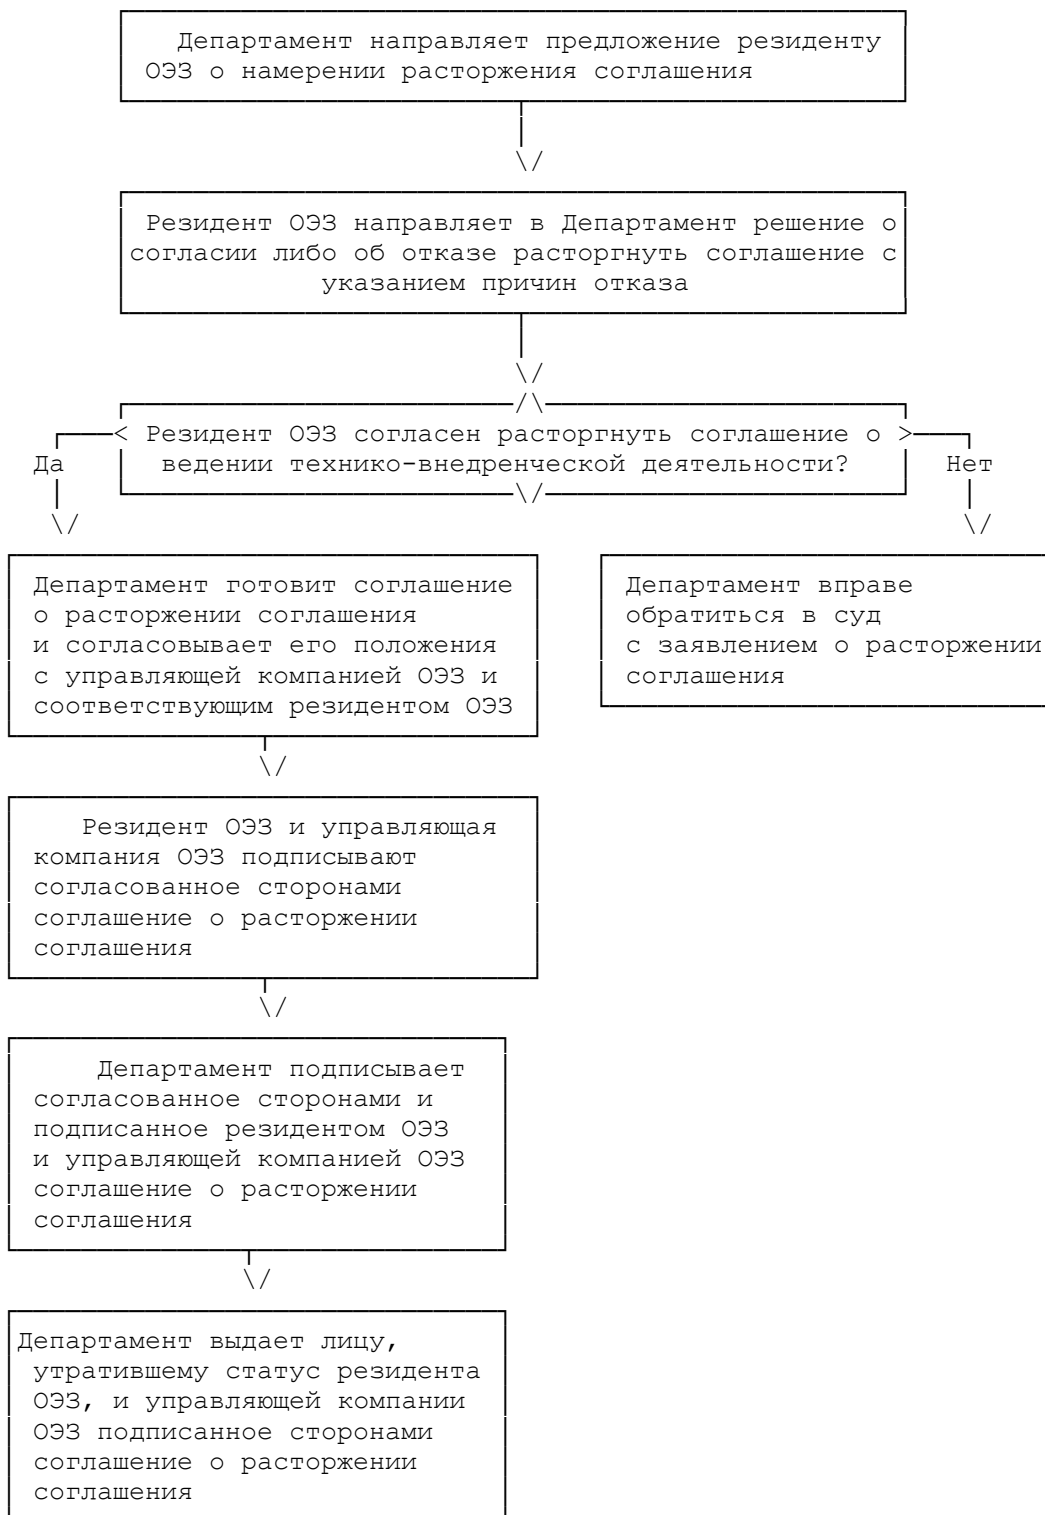 Департамент направляет предложение резиденту
ОЭЗ о намерении расторжения соглашения
\/
Резидент ОЭЗ направляет в Департамент решение о
согласии либо об отказе расторгнуть соглашение с
указанием причин отказа
\/
/\
< Резидент ОЭЗ согласен расторгнуть соглашение о >
Да ведении технико-внедренческой деятельности? Нет
\/
\/ \/
Департамент готовит соглашение
о расторжении соглашения
и согласовывает его положения
с управляющей компанией ОЭЗ и
соответствующим резидентом ОЭЗ
Департамент вправе
обратиться в суд
с заявлением о расторжении
соглашения
\/
Резидент ОЭЗ и управляющая
компания ОЭЗ подписывают
согласованное сторонами
соглашение о расторжении
соглашения
\/
Департамент подписывает
согласованное сторонами и
подписанное резидентом ОЭЗ
и управляющей компанией ОЭЗ
соглашение о расторжении
соглашения
\/
Департамент выдает лицу,
утратившему статус резидента
ОЭЗ, и управляющей компании
ОЭЗ подписанное сторонами
соглашение о расторжении
соглашения